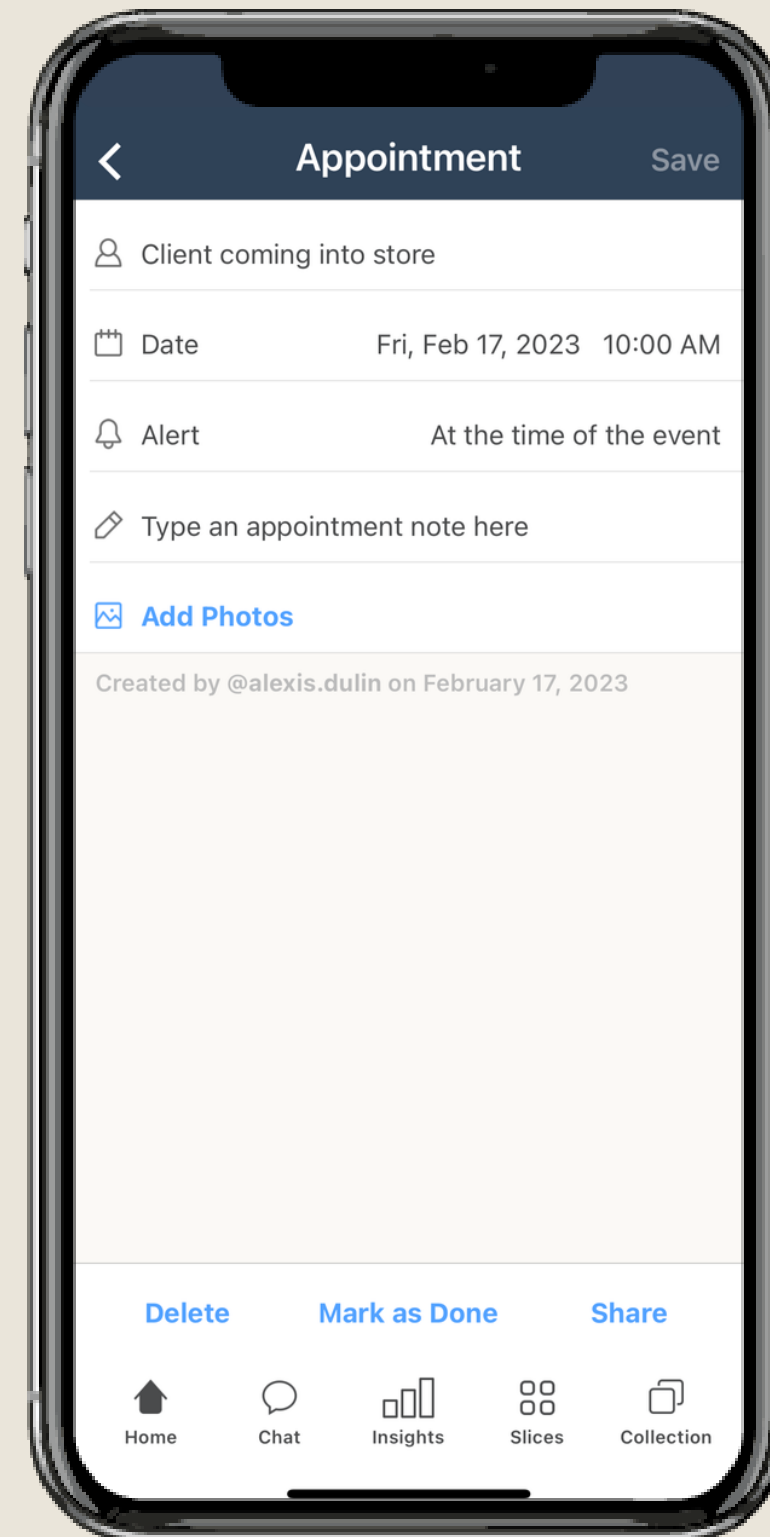 Appointment Save
Client coming into store
Date Fri, Feb 17, 2023 10:00 AM
Alert At the time of the event
Type an appointment note here
Add Photos
Created by @alexis.dulin on February 17, 2023
Delete Mark as Done Share
Home Chat Insights Slices Collection